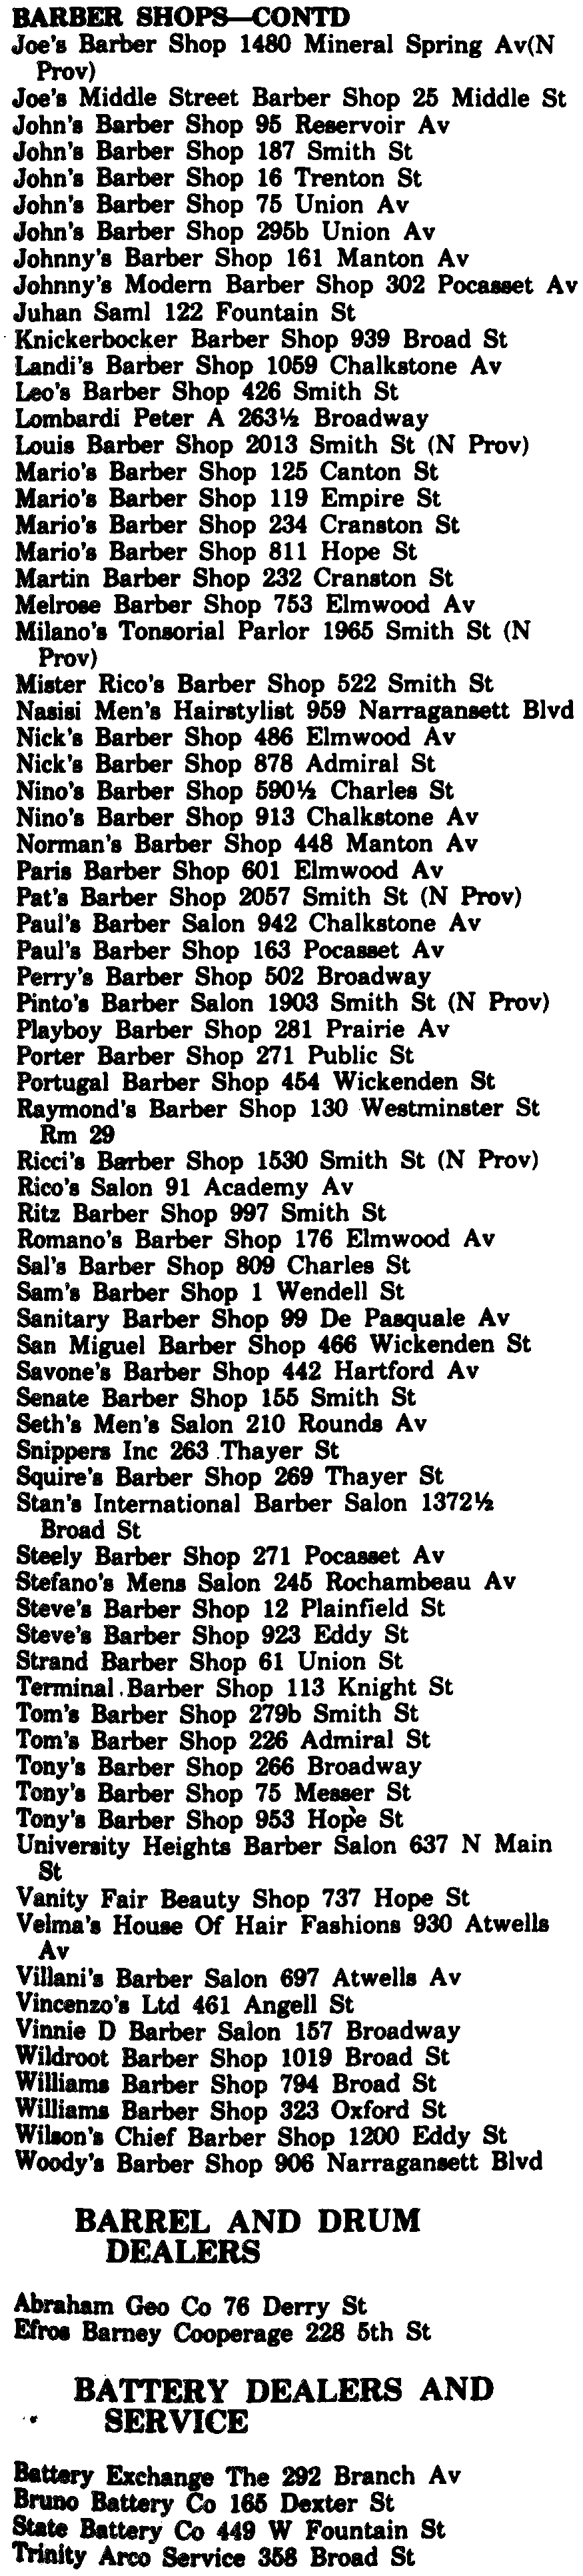 BARBER SHOPS—CONTD
Joe's Barber Shop 1480 Mineral Spring Av(N
Prov)
Joe's Middle Street Barber Shop 25 Middle St
John's Barber Shop 95 Reservoir Av
John's Barber Shop 187 Smith St
John's Barber Shop 16 Trenton St
John's Barber Shop 75 Union Av
John's Barber Shop 295b Union Av
Johnny's Barber Shop 161 Manton Av
Johnny's Modern Barber Shop 302 Pocasset Av
Juhan Saml 122 Fountain St
Knickerbocker Barber Shop 939 Broad St
Landi's Barber Shop 1059 Chalkstone Av
Leo's Barber Shop 426 Smith St
Lombardi Peter A 263½ Broadway
Louis Barber Shop 2013 Smith St (N Prov)
Mario's Barber Shop 125 Canton St
Mario's Barber Shop 119 Empire St
Mario's Barber Shop 234 Cranston St
Mario's Barber Shop 811 Hope St
Martin Barber Shop 232 Cranston St
Melrose Barber Shop 753 Elmwood Av
Milano's Tonsorial Parlor 1965 Smith St (N
Prov)
Mister Rico's Barber Shop 522 Smith St
Nasisi Men's Hairstylist 959 Narragansett Blvd
Nick's Barber Shop 486 Elmwood Av
Nick's Barber Shop 878 Admiral St
Nino's Barber Shop 590½ Charles St
Nino's Barber Shop 913 Chalkstone Av
Norman's Barber Shop 448 Manton Av
Paris Barber Shop 601 Elmwood Av
Pat's Barber Shop 2057 Smith St (N Prov)
Paul's Barber Salon 942 Chalkstone Av
Paul's Barber Shop 163 Pocasset Av
Perry's Barber Shop 502 Broadway
Pinto's Barber Salon 1903 Smith St (N Prov)
Playboy Barber Shop 281 Prairie Av
Porter Barber Shop 271 Public St
Portugal Barber Shop 454 Wickenden St
Raymond's Barber Shop 130 Westminster St
Rm 29
Ricci's Barber Shop 1530 Smith St (N Prov)
Rico's Salon 91 Academy Av
Ritz Barber Shop 997 Smith St
Romano's Barber Shop 176 Elmwood Av
Sal's Barber Shop 809 Charles St
Sam's Barber Shop 1 Wendell St
Sanitary Barber Shop 99 De Pasquale Av
San Miguel Barber Shop 466 Wickenden St
Savone's Barber Shop 442 Hartford Av
Senate Barber Shop 155 Smith St
Seth's Men's Salon 210 Rounds Av
Snippers Inc 263 Thayer St
Squire's Barber Shop 269 Thayer St
Stan's International Barber Salon 1372½
Broad St
Steely Barber Shop 271 Pocasset Av
Stefano's Mens Salon 245 Rochambeau Av
Steve's Barber Shop 12 Plainfield St
Steve's Barber Shop 923 Eddy St
Strand Barber Shop 61 Union St
Terminal Barber Shop 113 Knight St
Tom's Barber Shop 279b Smith St
Tom's Barber Shop 226 Admiral St
Tony's Barber Shop 266 Broadway
Tony's Barber Shop 75 Messer St
Tony's Barber Shop 953 Hope St
University Heights Barber Salon 637 N Main
St
Vanity Fair Beauty Shop 737 Hope St
Velma's House Of Hair Fashions 930 Atwells
Av
Villani's Barber Salon 697 Atwells Av
Vincenzo's Ltd 461 Angell St
Vinnie D Barber Salon 157 Broadway
Wildroot Barber Shop 1019 Broad St
Williams Barber Shop 794 Broad St
Williams Barber Shop 323 Oxford St
Wilson's Chief Barber Shop 1200 Eddy St
Woody's Barber Shop 906 Narragansett Blvd
BARREL AND DRUM
DEALERS
Abraham Geo Co 76 Derry St
Efros Barney Cooperage 228 5th St
BATTERY DEALERS AND
SERVICE
Battery Exchange The 292 Branch Av
Bruno Battery Co 165 Dexter St
State Battery Co 449 W Fountain St
Trinity Arco Service 358 Broad St